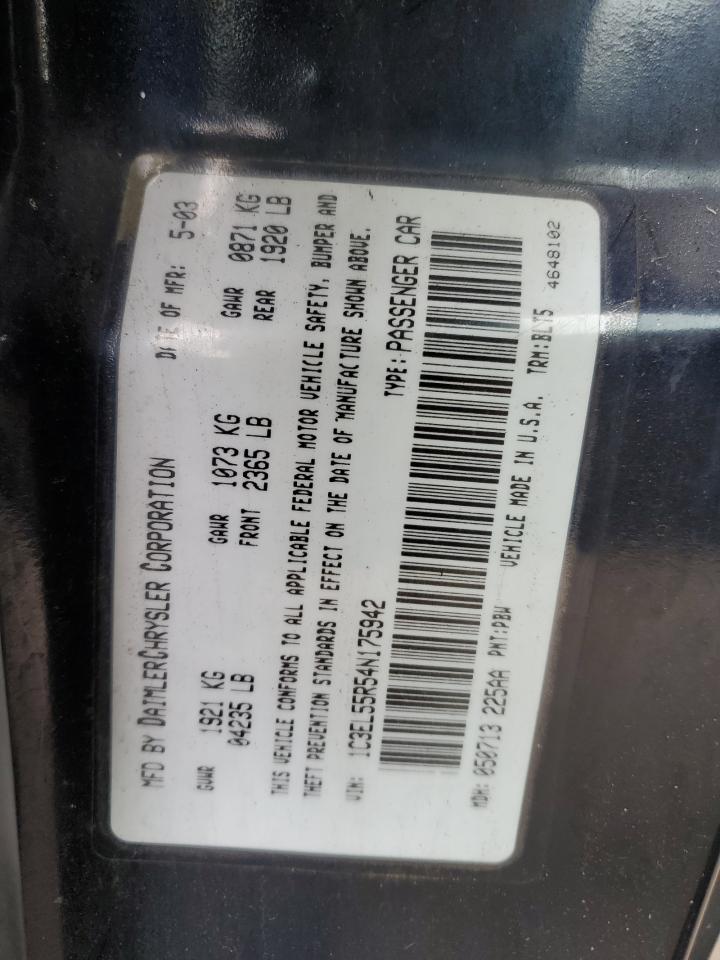 MFD BY DAIMLERCHRYSLER CORPORATION DATE OF MFR: 5-03
GVWR 1921 KG GAWR 1073 KG GAWR 0871 KG
04235 LB FRONT 2365 LB REAR 1920 LB
THIS VEHICLE CONFORMS TO ALL APPLICABLE FEDERAL MOTOR VEHICLE SAFETY, BUMPER AND
THEFT PREVENTION STANDARDS IN EFFECT ON THE DATE OF MANUFACTURE SHOWN ABOVE.
VIN: 1C3EL55R54N175942 TYPE: PASSENGER CAR
MDH: 050713 225AA PNT:PBW VEHICLE MADE IN U.S.A. TRM:BLT5
4648102